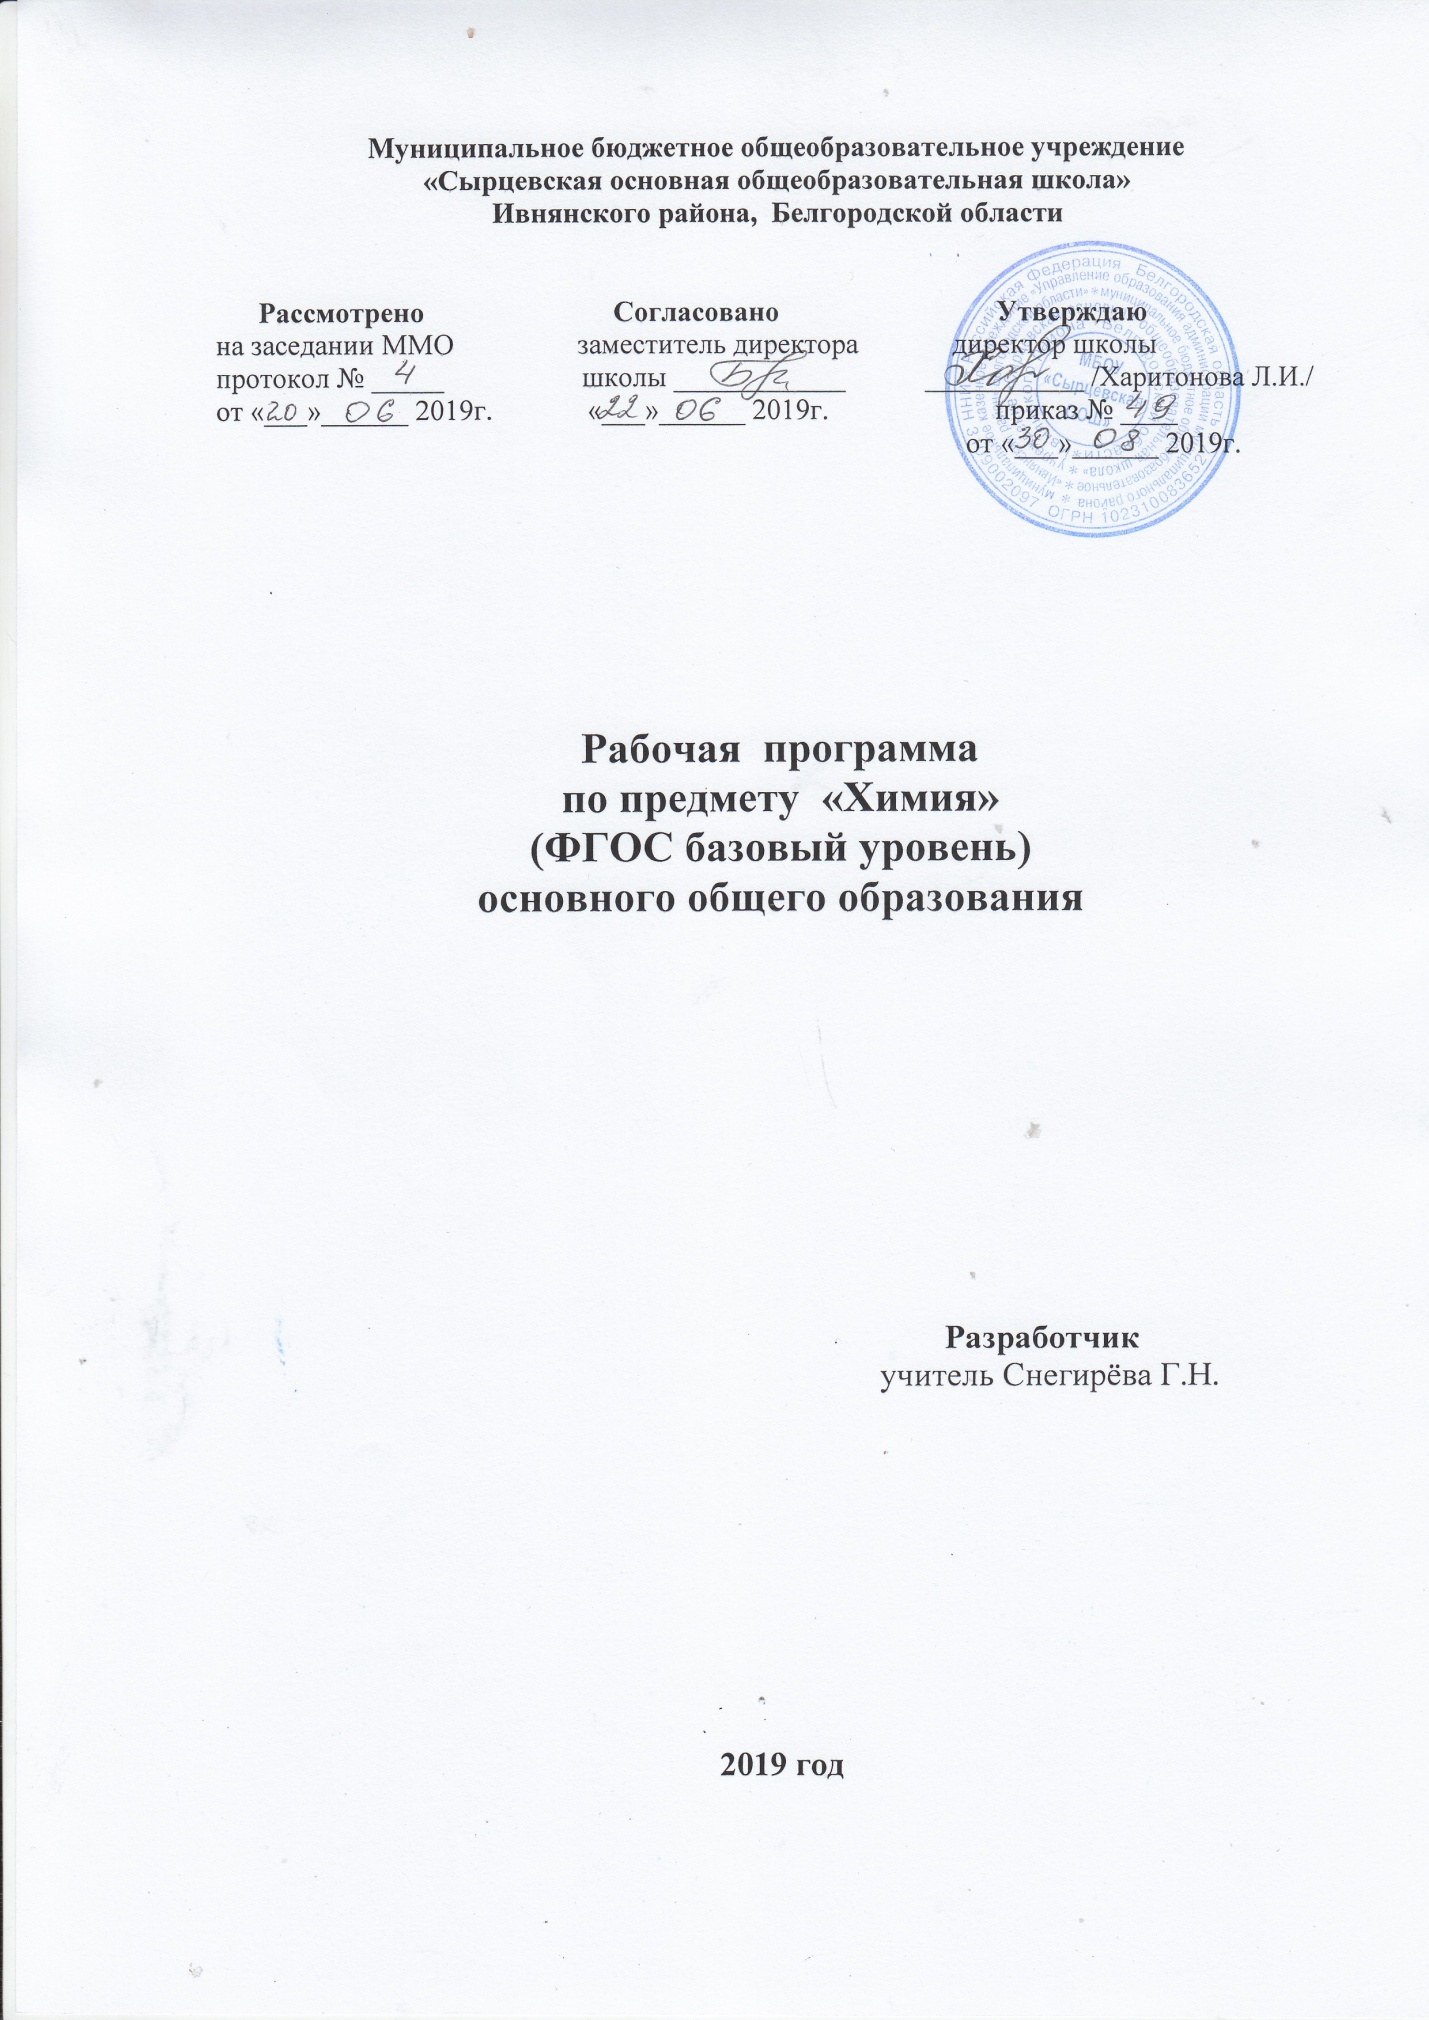 Муниципальное бюджетное общеобразовательное учреждение
«Сырцевская основная общеобразовательная школа»
Ивнянского района, Белгородской области
Рассмотрено
на заседании ММО
протокол № 4
от «20» 06 2019г.
Согласовано
заместитель директора
школы
«22» 06 2019г.
Утверждаю
директор школы
/Харитонова Л.И./
приказ № 49
от «30» 08 2019г.
МБОУ
«Сырцевская
ООШ»
Рабочая программа
по предмету «Химия»
(ФГОС базовый уровень)
основного общего образования
Разработчик
учитель Снегирёва Г.Н.
2019 год